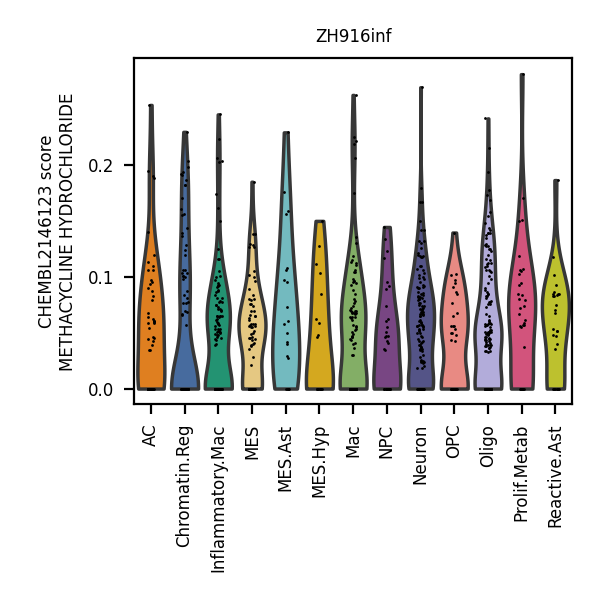 ZH916inf
CHEMBL2146123 score
METHACYCLINE HYDROCHLORIDE
0.2
0.1
0.0
AC
Chromatin.Reg
Inflammatory.Mac
MES
MES.Ast
MES.Hyp
Mac
NPC
Neuron
OPC
Oligo
Prolif.Metab
Reactive.Ast